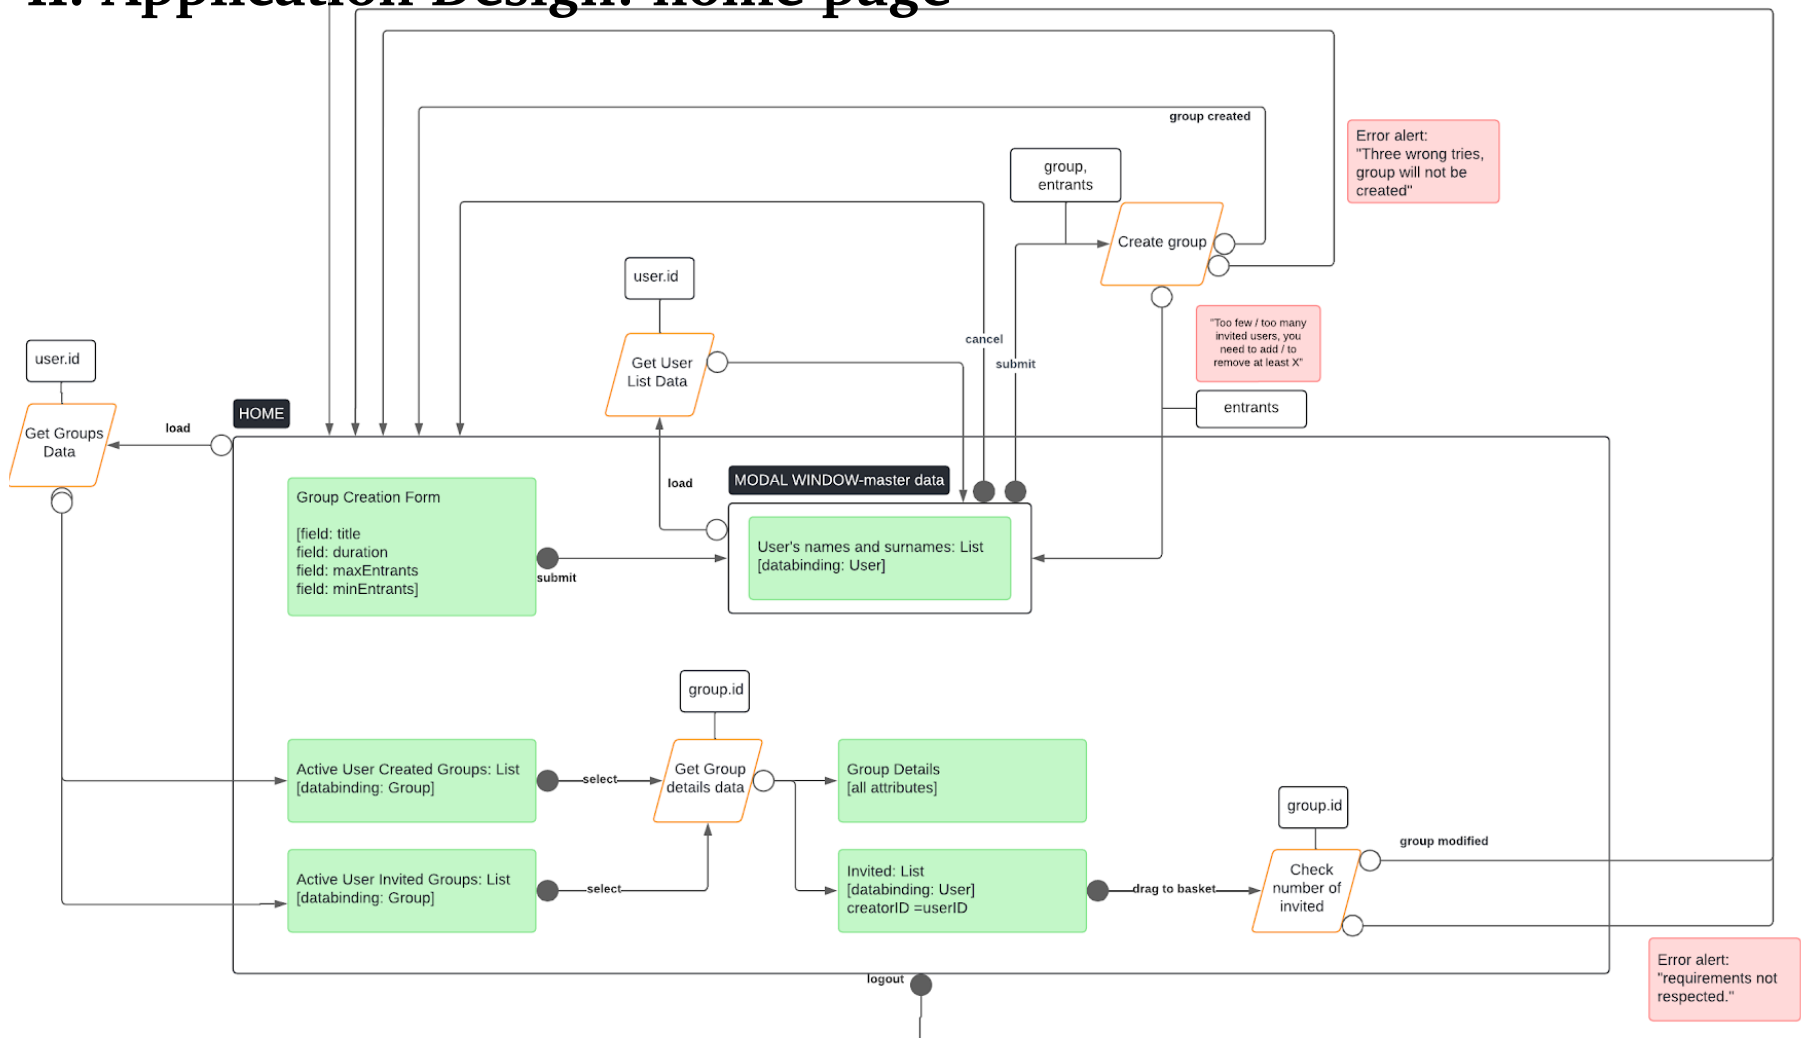 II. Application Design: home page
group created
Error alert:
"Three wrong tries,
group will not be
created"
group,
entrants
Create group
user.id
"Too few / too many
invited users, you
need to add / to
remove at least X"
cancel
submit
user.id
Get User
List Data
entrants
HOME
load
Get Groups
Data
load
MODAL WINDOW-master data
Group Creation Form
[field: title
field: duration
field: maxEntrants
field: minEntrants]
submit
User's names and surnames: List
[databinding: User]
group.id
Active User Created Groups: List
[databinding: Group]
select
Get Group
details data
Group Details
[all attributes]
group.id
group modified
Active User Invited Groups: List
[databinding: Group]
select
Invited: List
[databinding: User]
creatorID =userID
drag to basket
Check
number of
invited
logout
Error alert:
"requirements not
respected."